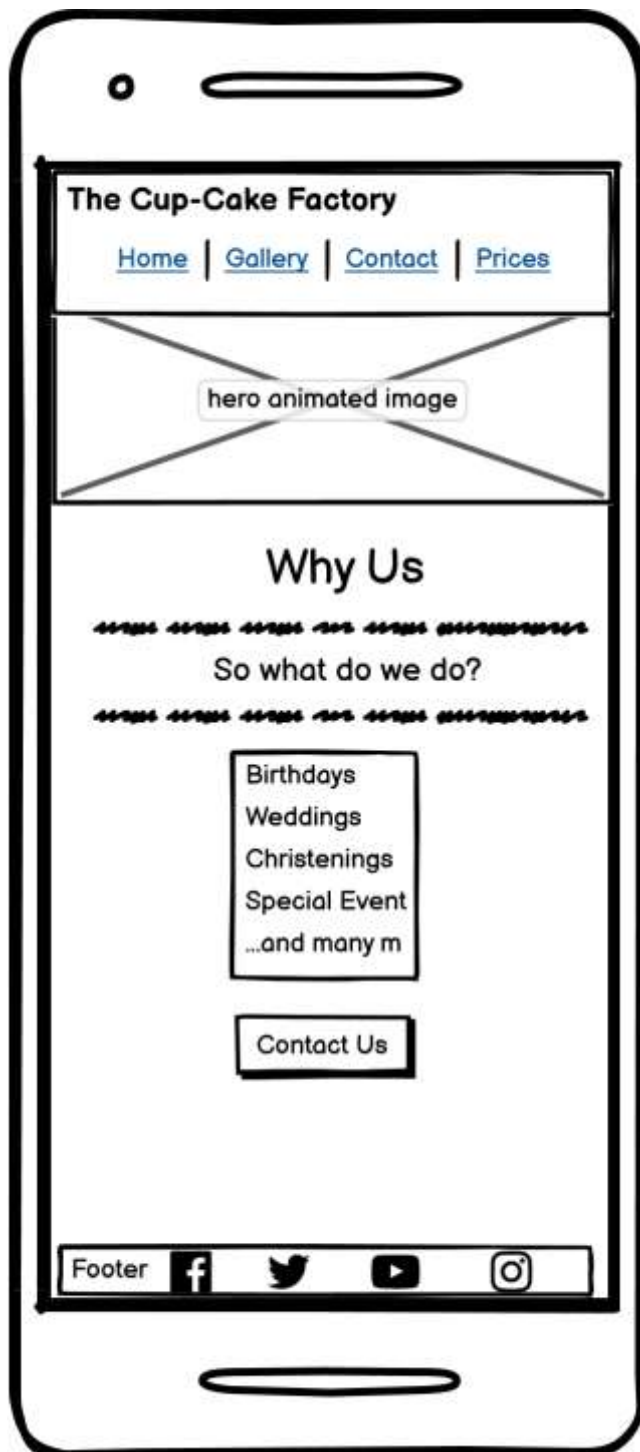 The Cup-Cake Factory
Home | Gallery | Contact | Prices
hero animated image
Why Us
So what do we do?
Birthdays
Weddings
Christenings
Special Event
...and many m
Contact Us
Footer